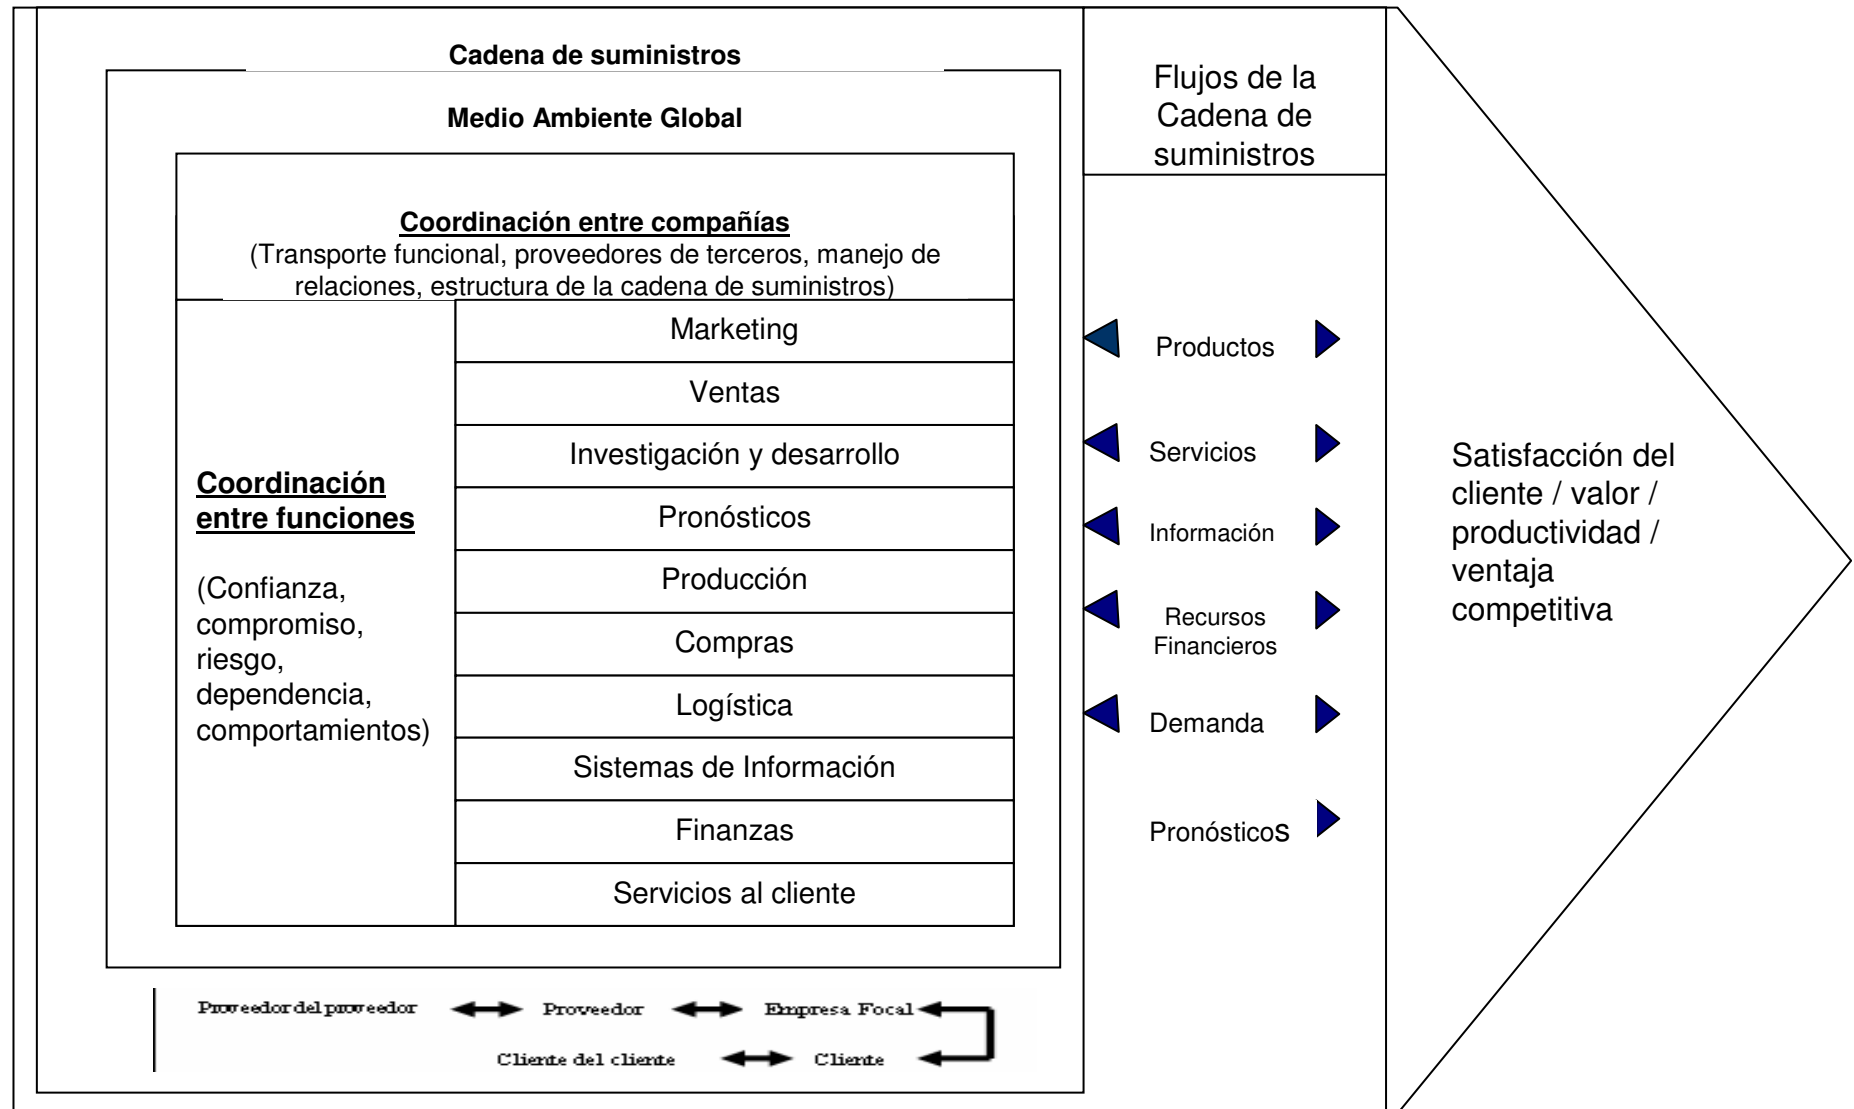 Cadena de suministros
Medio Ambiente Global
Coordinación entre compañías
(Transporte funcional, proveedores de terceros, manejo de
relaciones, estructura de la cadena de suministros)
Coordinación
entre funciones
(Confianza,
compromiso,
riesgo,
dependencia,
comportamientos)
Marketing
Ventas
Investigación y desarrollo
Pronósticos
Producción
Compras
Logística
Sistemas de Información
Finanzas
Servicios al cliente
Proveedor del proveedor
Proveedor
Empresa Focal
Cliente del cliente
Cliente
Flujos de la
Cadena de
suministros
Productos
Servicios
Información
Recursos
Financieros
Demanda
Pronósticos
Satisfacción del
cliente / valor /
productividad /
ventaja
competitiva